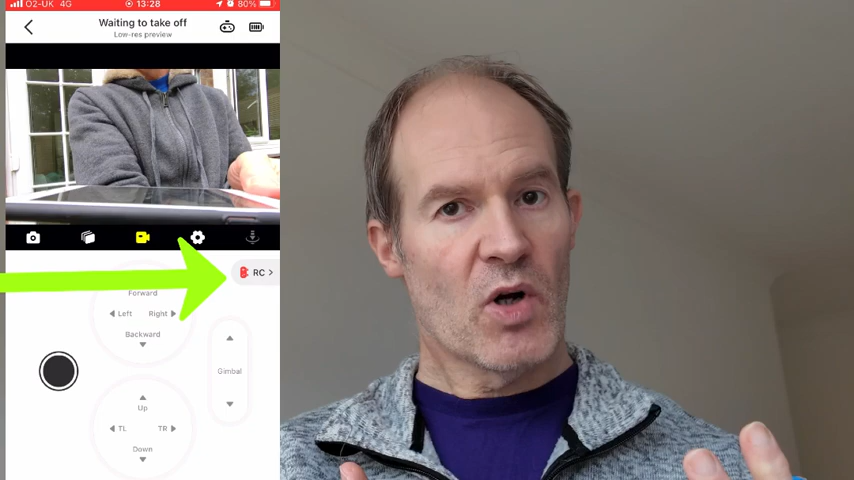 O2-UK 4G 13:28 80%
Waiting to take off
Low-res preview
RC >
Forward
Left Right
Backward
Gimbal
Up
TL TR
Down